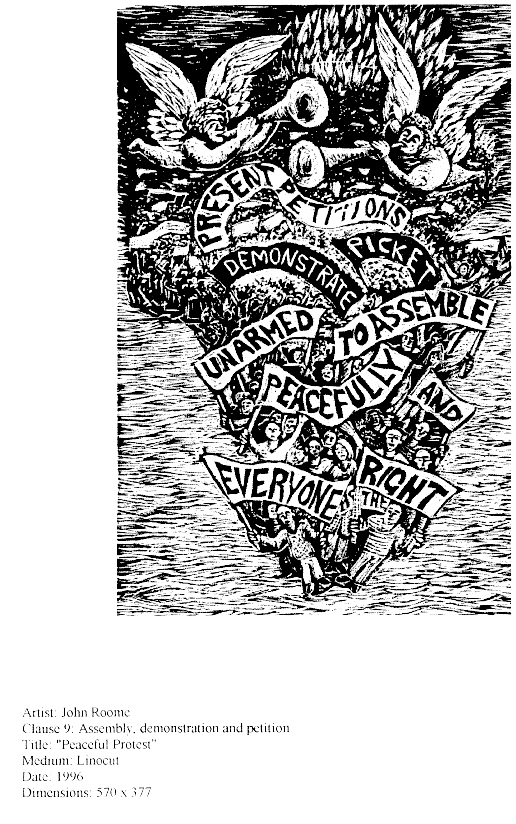 PRESENT PETITIONS
DEMONSTRATE PICKET
UNARMED TO ASSEMBLE
PEACEFULLY AND
EVERYONE RIGHT
THE
Artist: John Roome
Clause 9: Assembly, demonstration and petition
Title: "Peaceful Protest"
Medium: Linocut
Date: 1996
Dimensions: 570 x 377